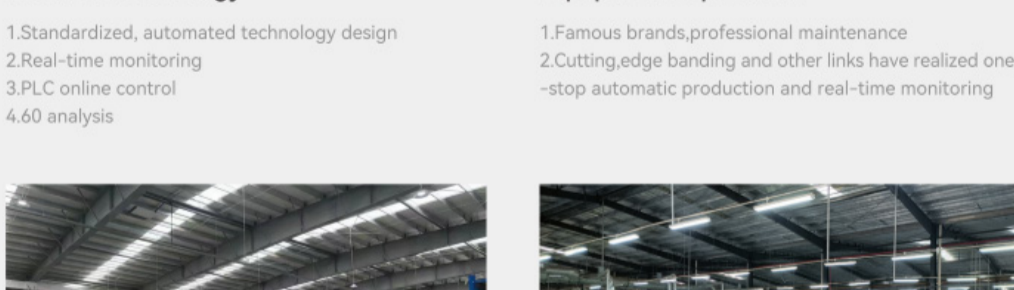 1.Standardized, automated technology design
2.Real-time monitoring
3.PLC online control
4.60 analysis
1.Famous brands,professional maintenance
2.Cutting,edge banding and other links have realized one
-stop automatic production and real-time monitoring